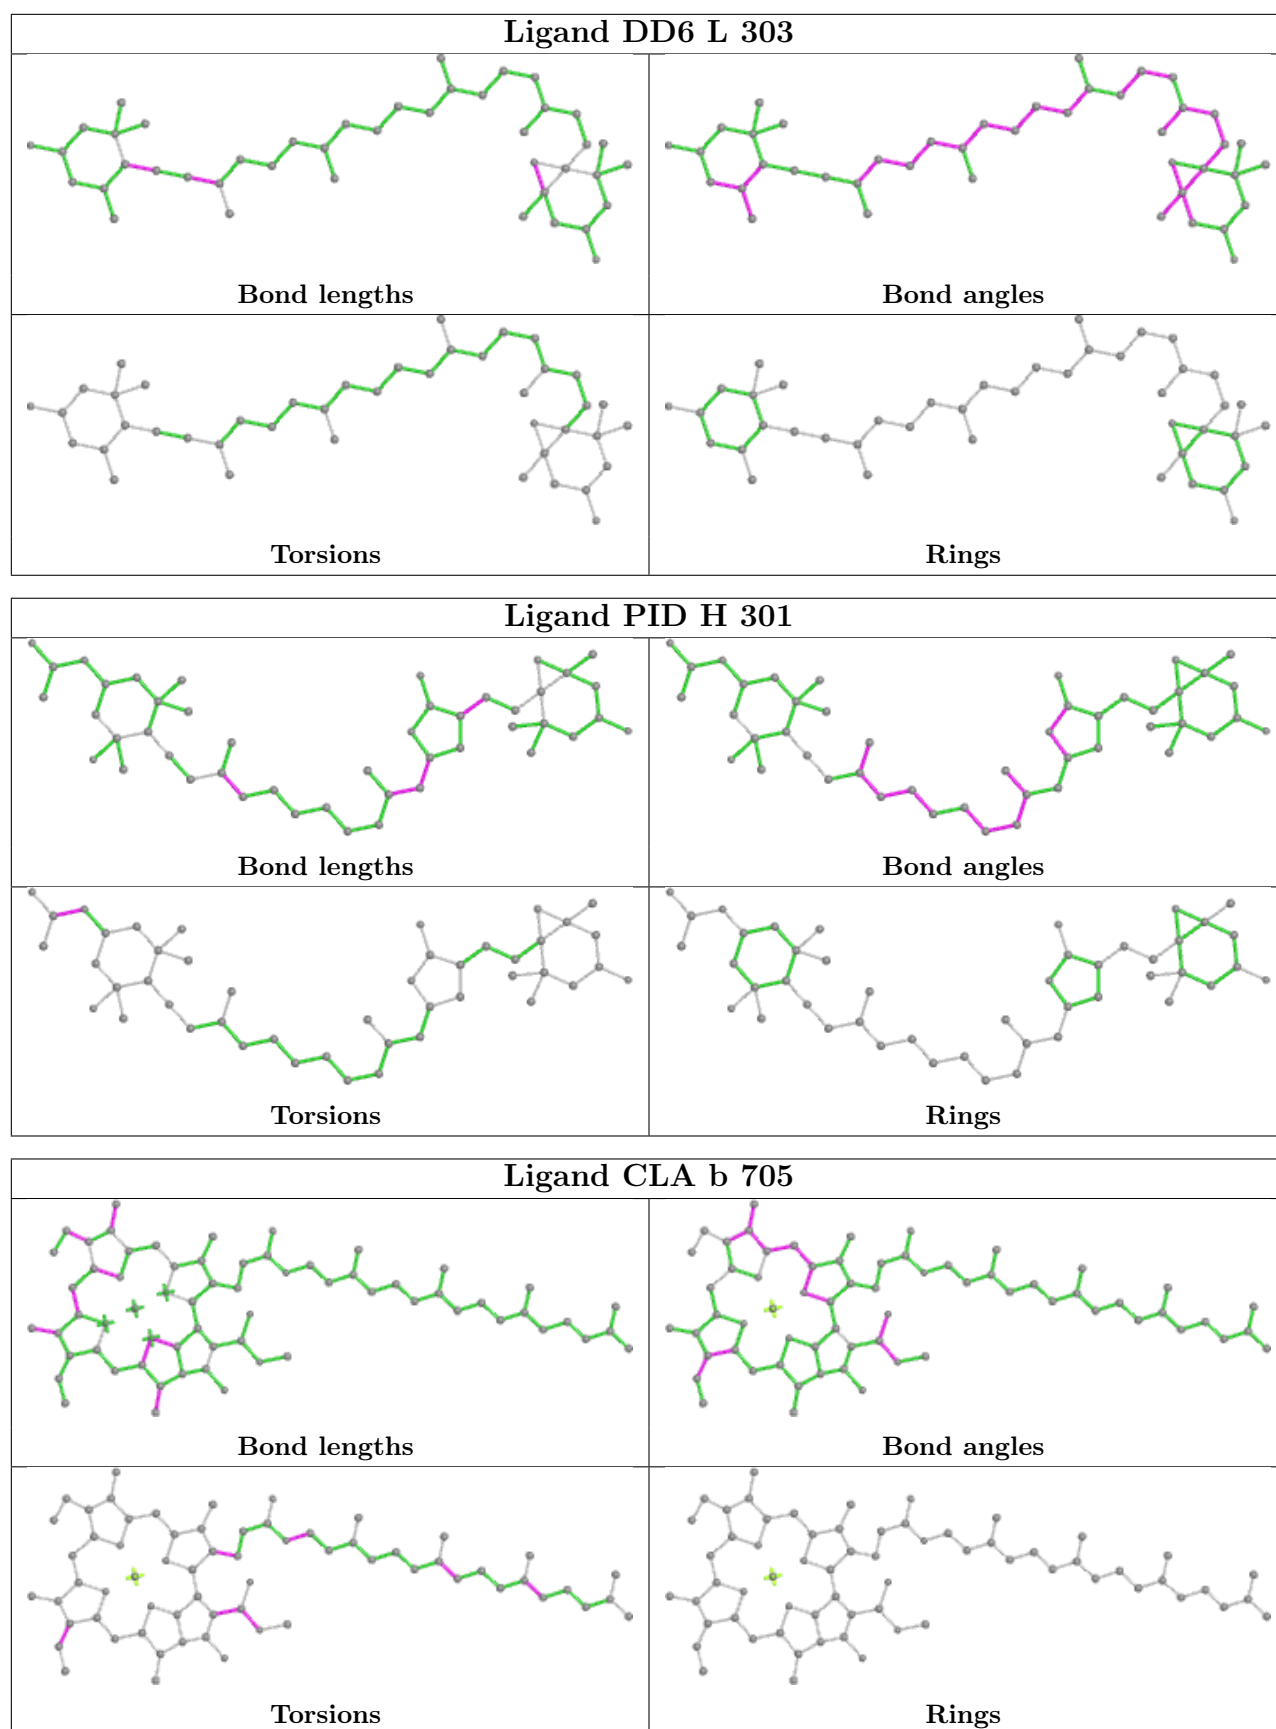 Ligand DD6 L 303
Bond lengths
Bond angles
Torsions
Rings
Ligand PID H 301
Bond lengths
Bond angles
Torsions
Rings
Ligand CLA b 705
Bond lengths
Bond angles
Torsions
Rings